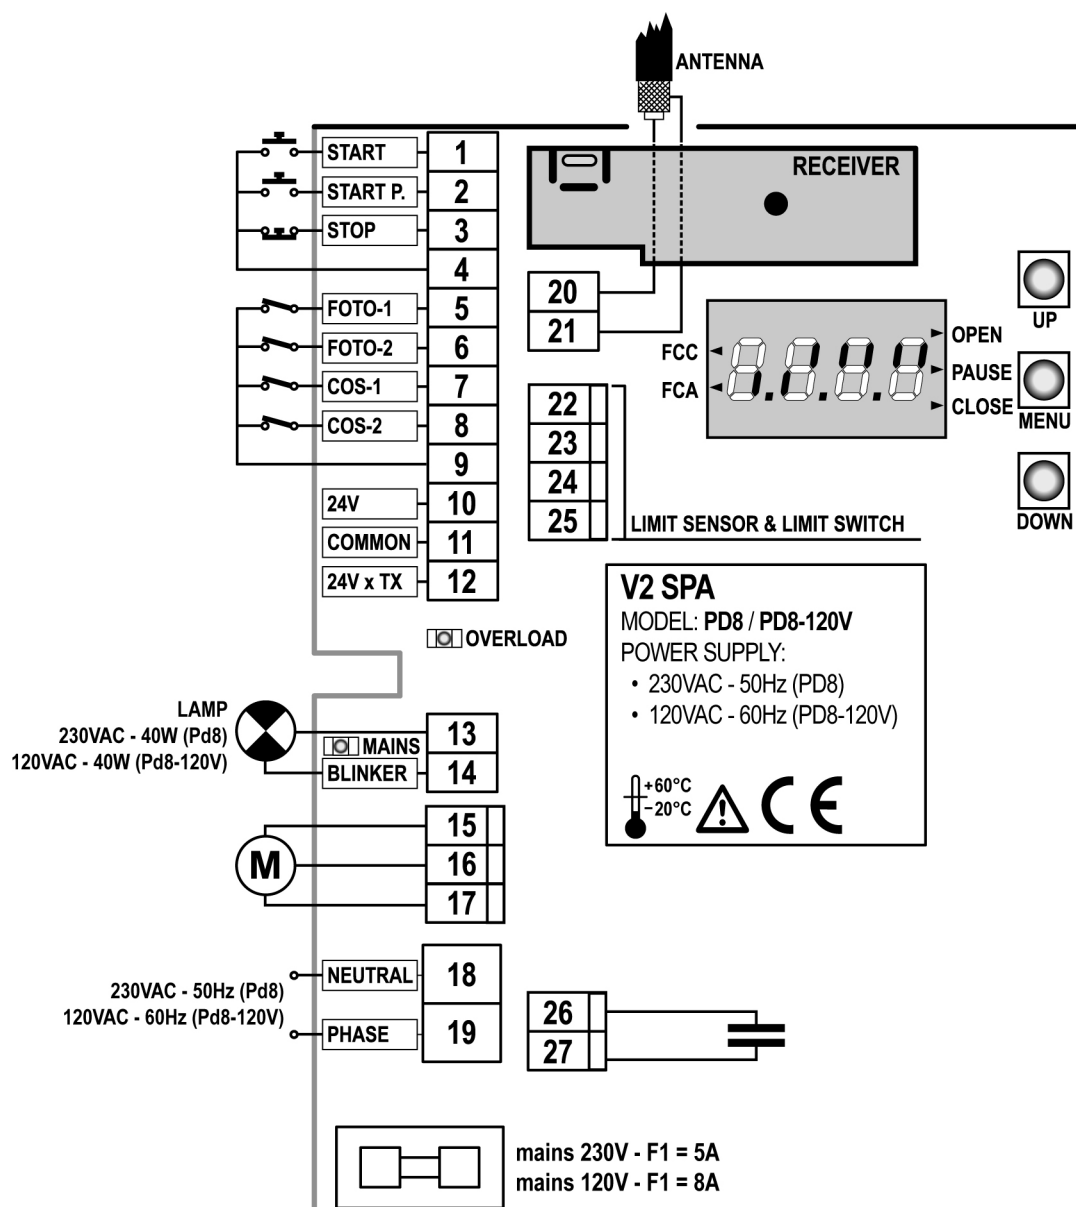 ANTENNA
START 1
START P. 2
STOP 3
4
FOTO-1 5
FOTO-2 6
COS-1 7
COS-2 8
9
24V 10
COMMON 11
24V x TX 12
RECEIVER
20
21
FCC
FCA
OPEN
PAUSE
CLOSE
UP
MENU
DOWN
22
23
24
25
LIMIT SENSOR & LIMIT SWITCH
OVERLOAD
V2 SPA
MODEL: PD8 / PD8-120V
POWER SUPPLY:
• 230VAC - 50Hz (PD8)
• 120VAC - 60Hz (PD8-120V)
+60°C
-20°C
CE
LAMP
230VAC - 40W (Pd8)
120VAC - 40W (Pd8-120V)
13
MAINS
BLINKER 14
15
M 16
17
230VAC - 50Hz (Pd8)
120VAC - 60Hz (Pd8-120V)
NEUTRAL 18
PHASE 19
26
27
mains 230V - F1 = 5A
mains 120V - F1 = 8A